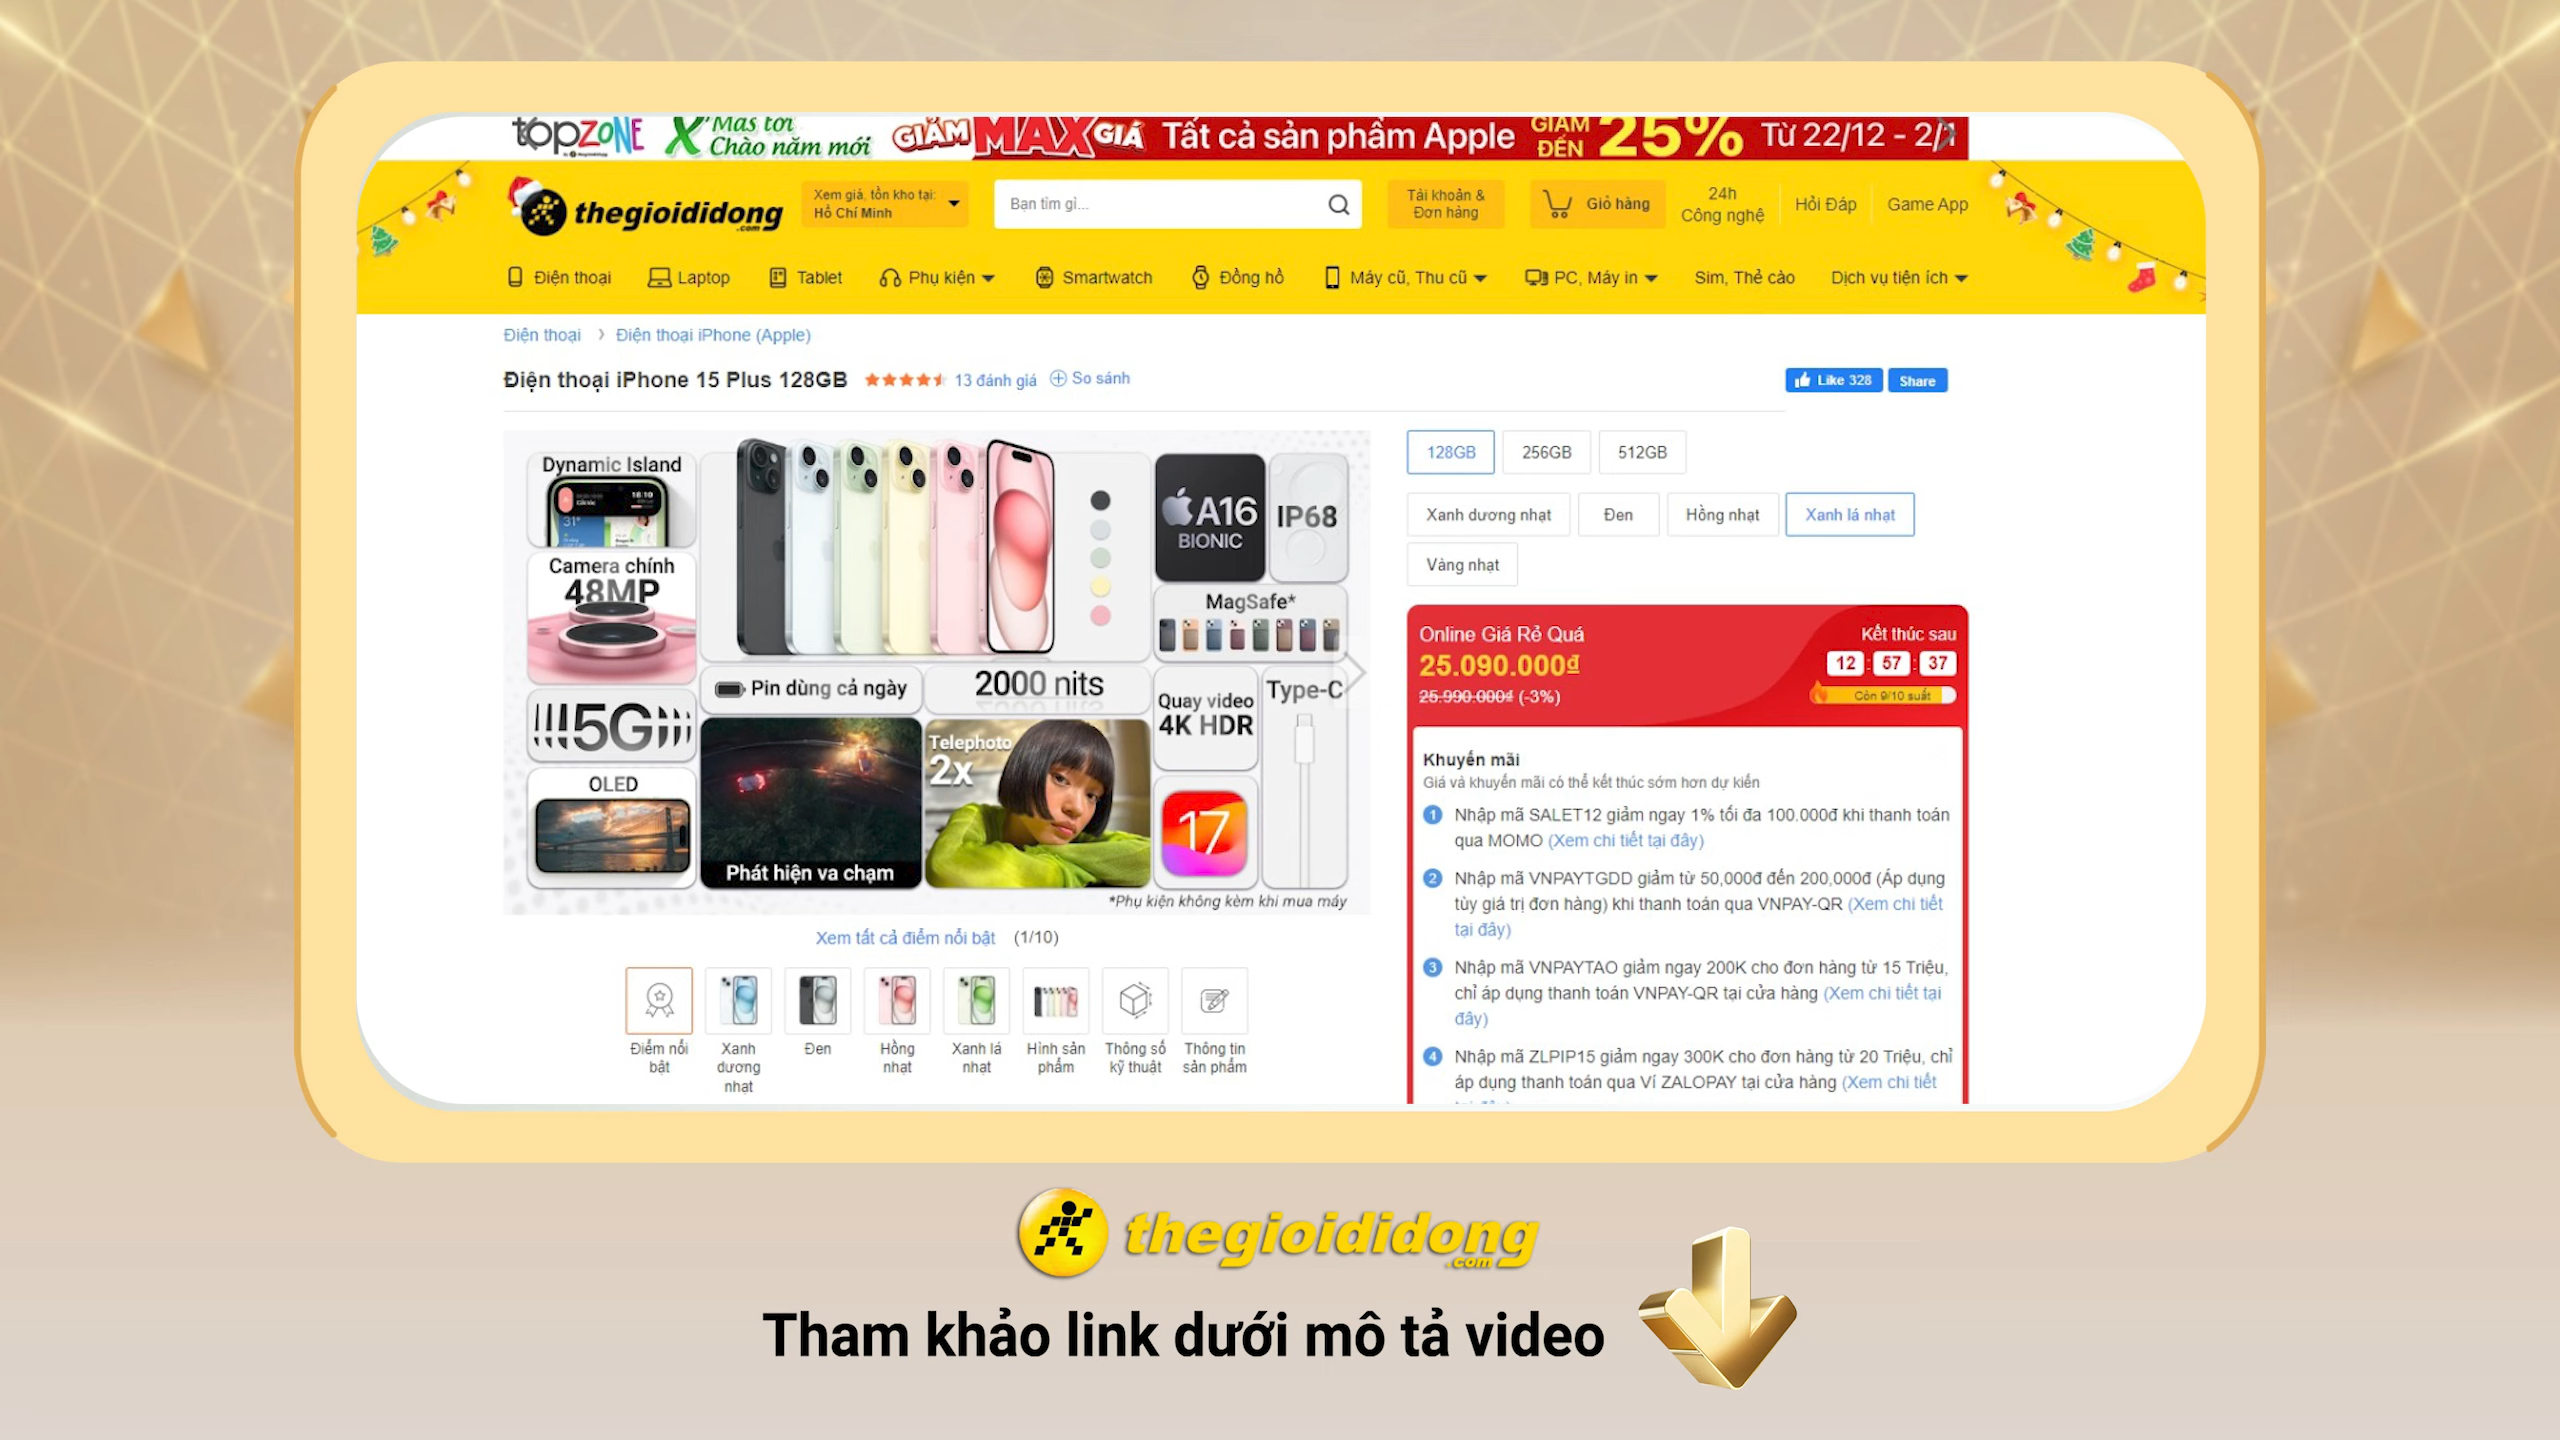 topzone
X'Mas tới
Chào năm mới
GIẢM MAX GIÁ
Tất cả sản phẩm Apple
GIẢM ĐẾN 25%
Từ 22/12 - 2/1
thegioididong
.com
Xem giá, tồn kho tại:
Hồ Chí Minh
Bạn tìm gì...
Tài khoản &
Đơn hàng
Giỏ hàng
24h
Công nghệ
Hỏi Đáp
Game App
Điện thoại
Laptop
Tablet
Phụ kiện
Smartwatch
Đồng hồ
Máy cũ, Thu cũ
PC, Máy in
Sim, Thẻ cào
Dịch vụ tiện ích
Điện thoại › Điện thoại iPhone (Apple)
Điện thoại iPhone 15 Plus 128GB
13 đánh giá
So sánh
Like 328
Share
Dynamic Island
Camera chính
48MP
5G
OLED
Pin dùng cả ngày
2000 nits
Phát hiện va chạm
Telephoto
2x
A16
BIONIC
IP68
MagSafe*
Quay video
4K HDR
Type-C
17
*Phụ kiện không kèm khi mua máy
Xem tất cả điểm nổi bật (1/10)
Điểm nổi
bật
Xanh
dương
nhạt
Đen
Hồng
nhạt
Xanh lá
nhạt
Hình sản
phẩm
Thông số
kỹ thuật
Thông tin
sản phẩm
128GB
256GB
512GB
Xanh dương nhạt
Đen
Hồng nhạt
Xanh lá nhạt
Vàng nhạt
Online Giá Rẻ Quá
25.090.000₫
25.990.000₫ (-3%)
Kết thúc sau
12 : 57 : 37
Còn 9/10 suất
Khuyến mãi
Giá và khuyến mãi có thể kết thúc sớm hơn dự kiến
1 Nhập mã SALET12 giảm ngay 1% tối đa 100.000đ khi thanh toán
qua MOMO (Xem chi tiết tại đây)
2 Nhập mã VNPAYTGDD giảm từ 50,000đ đến 200,000đ (Áp dụng
tùy giá trị đơn hàng) khi thanh toán qua VNPAY-QR (Xem chi tiết
tại đây)
3 Nhập mã VNPAYTAO giảm ngay 200K cho đơn hàng từ 15 Triệu,
chỉ áp dụng thanh toán VNPAY-QR tại cửa hàng (Xem chi tiết tại
đây)
4 Nhập mã ZLPIP15 giảm ngay 300K cho đơn hàng từ 20 Triệu, chỉ
áp dụng thanh toán qua Ví ZALOPAY tại cửa hàng (Xem chi tiết
thegioididong
.com
Tham khảo link dưới mô tả video